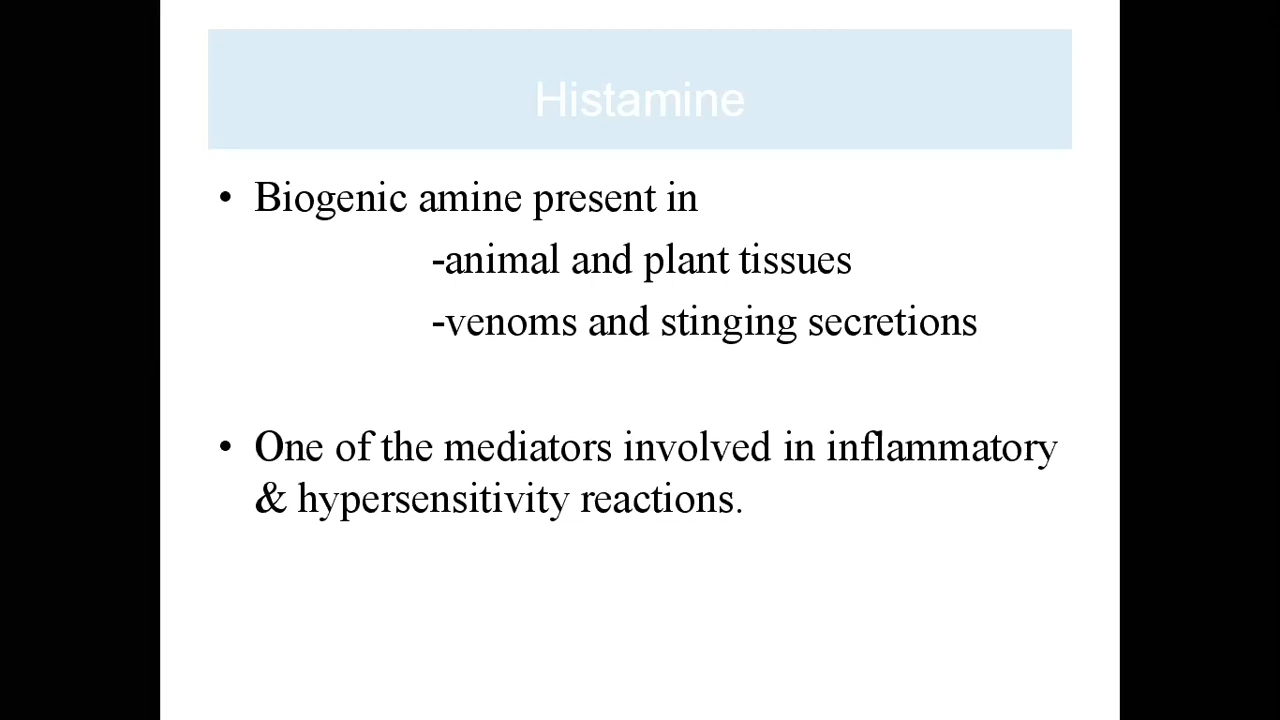 Histamine
• Biogenic amine present in
-animal and plant tissues
-venoms and stinging secretions
• One of the mediators involved in inflammatory
& hypersensitivity reactions.